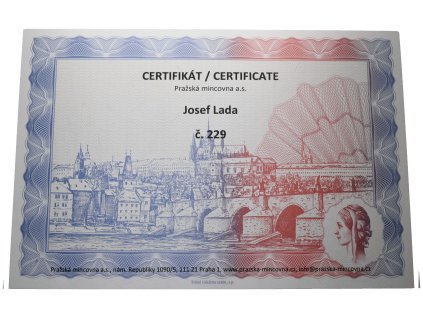 CERTIFIKÁT / CERTIFICATE
Pražská mincovna a.s.
Josef Lada
č. 229
Pražská mincovna a.s., nám. Republiky 1090/5, 111 21 Praha 1, www.prazska-mincovna.cz, info@prazska-mincovna.cz